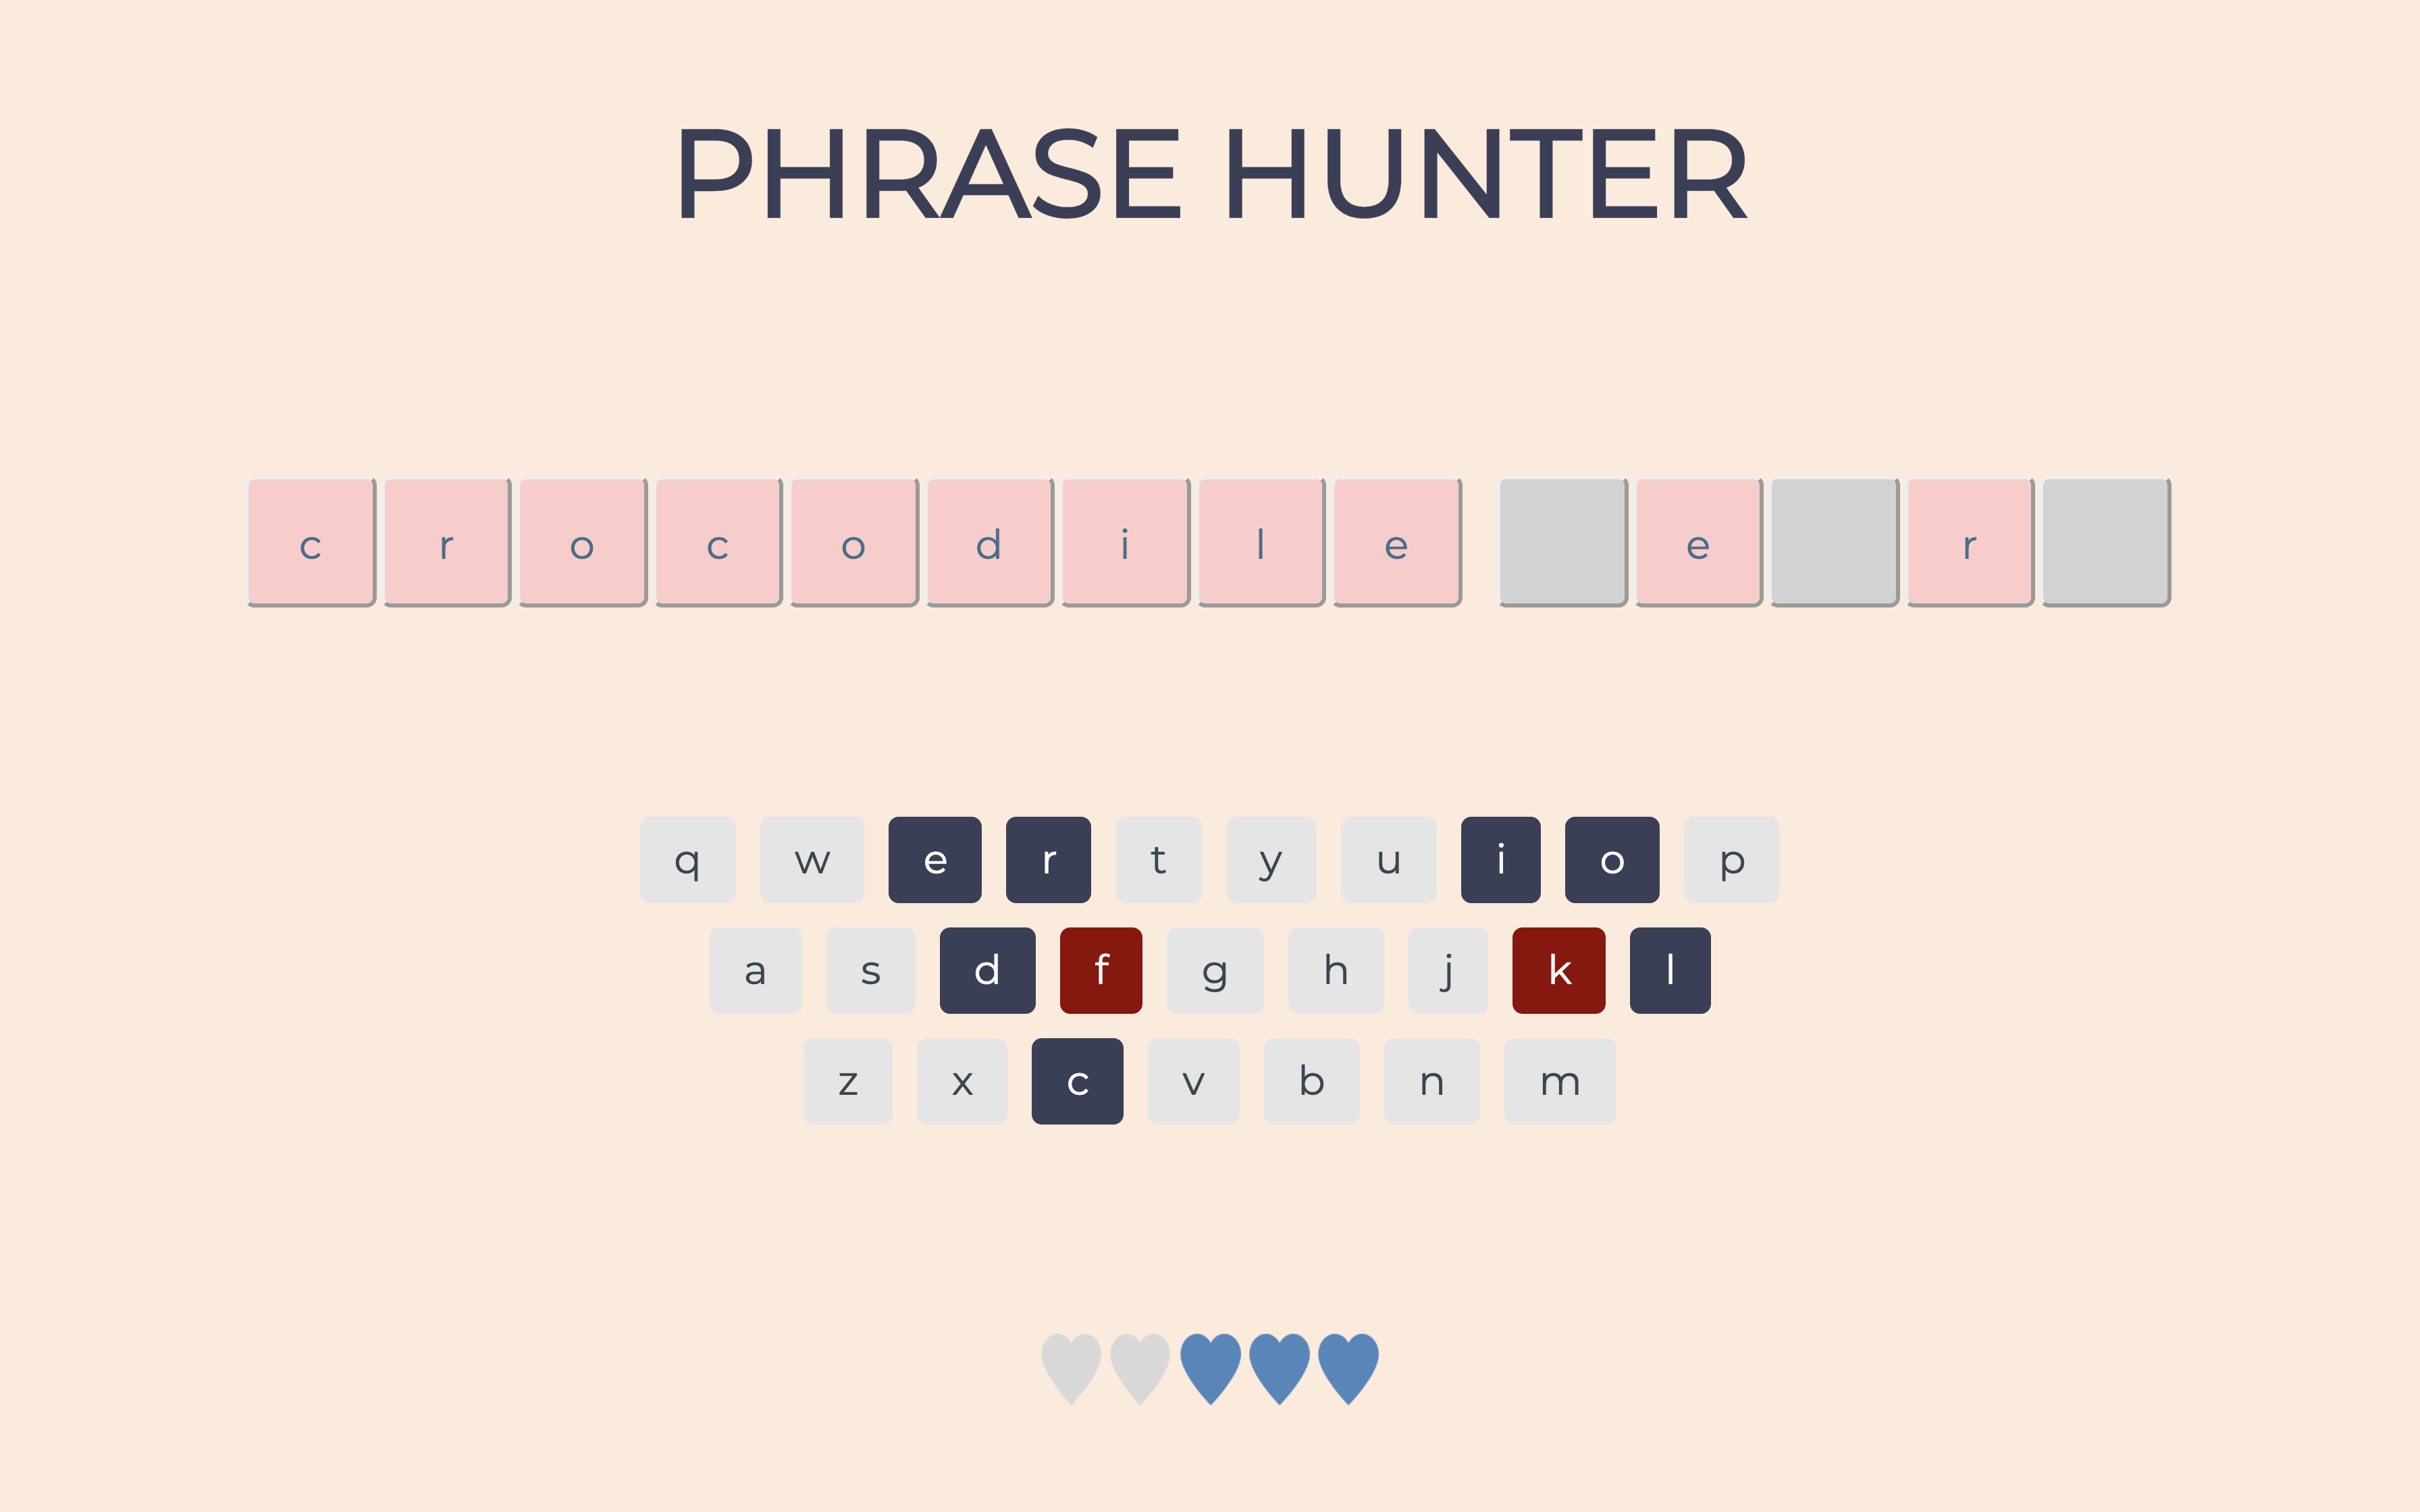 PHRASE HUNTER
c r o c o d i l e e r
q w e r t y u i o p
a s d f g h j k l
z x c v b n m